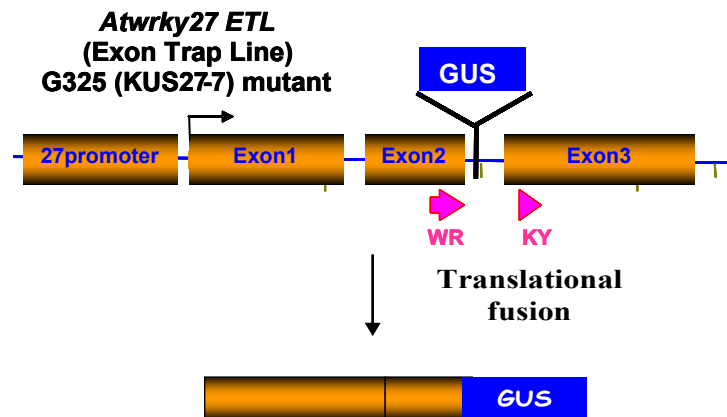 Atwrky27 ETL
(Exon Trap Line)
G325 (KUS27-7) mutant
GUS
27promoter
Exon1
Exon2
Exon3
WR
KY
Translational
fusion
GUS